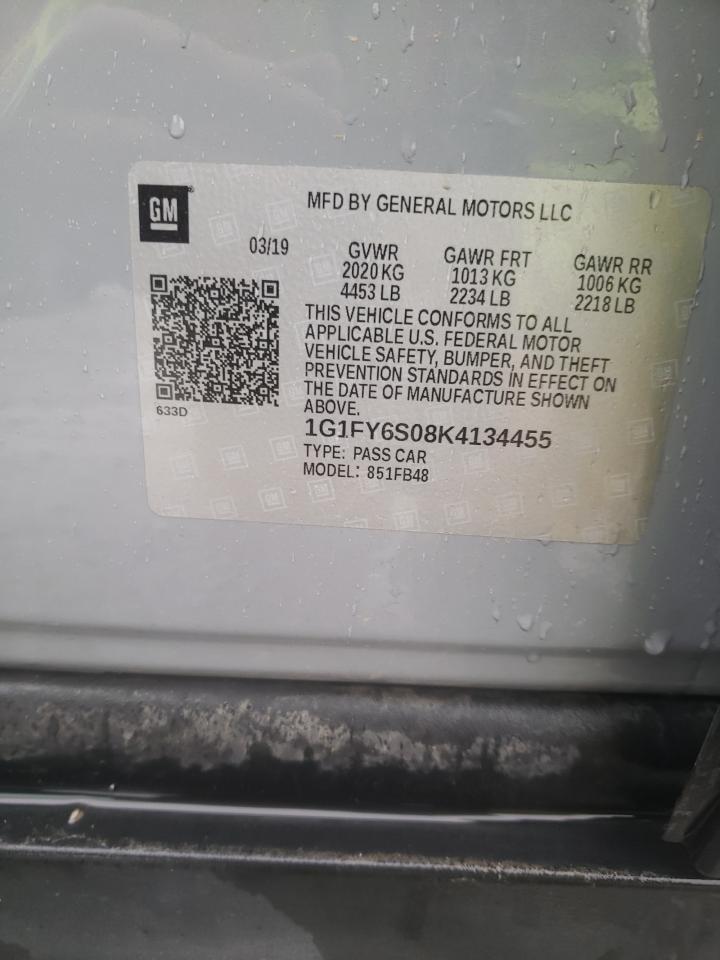 GM
MFD BY GENERAL MOTORS LLC
03/19
GVWR
2020 KG
4453 LB
GAWR FRT
1013 KG
2234 LB
GAWR RR
1006 KG
2218 LB
THIS VEHICLE CONFORMS TO ALL
APPLICABLE U.S. FEDERAL MOTOR
VEHICLE SAFETY, BUMPER, AND THEFT
PREVENTION STANDARDS IN EFFECT ON
THE DATE OF MANUFACTURE SHOWN
ABOVE.
633D
1G1FY6S08K4134455
TYPE: PASS CAR
MODEL: 851FB48